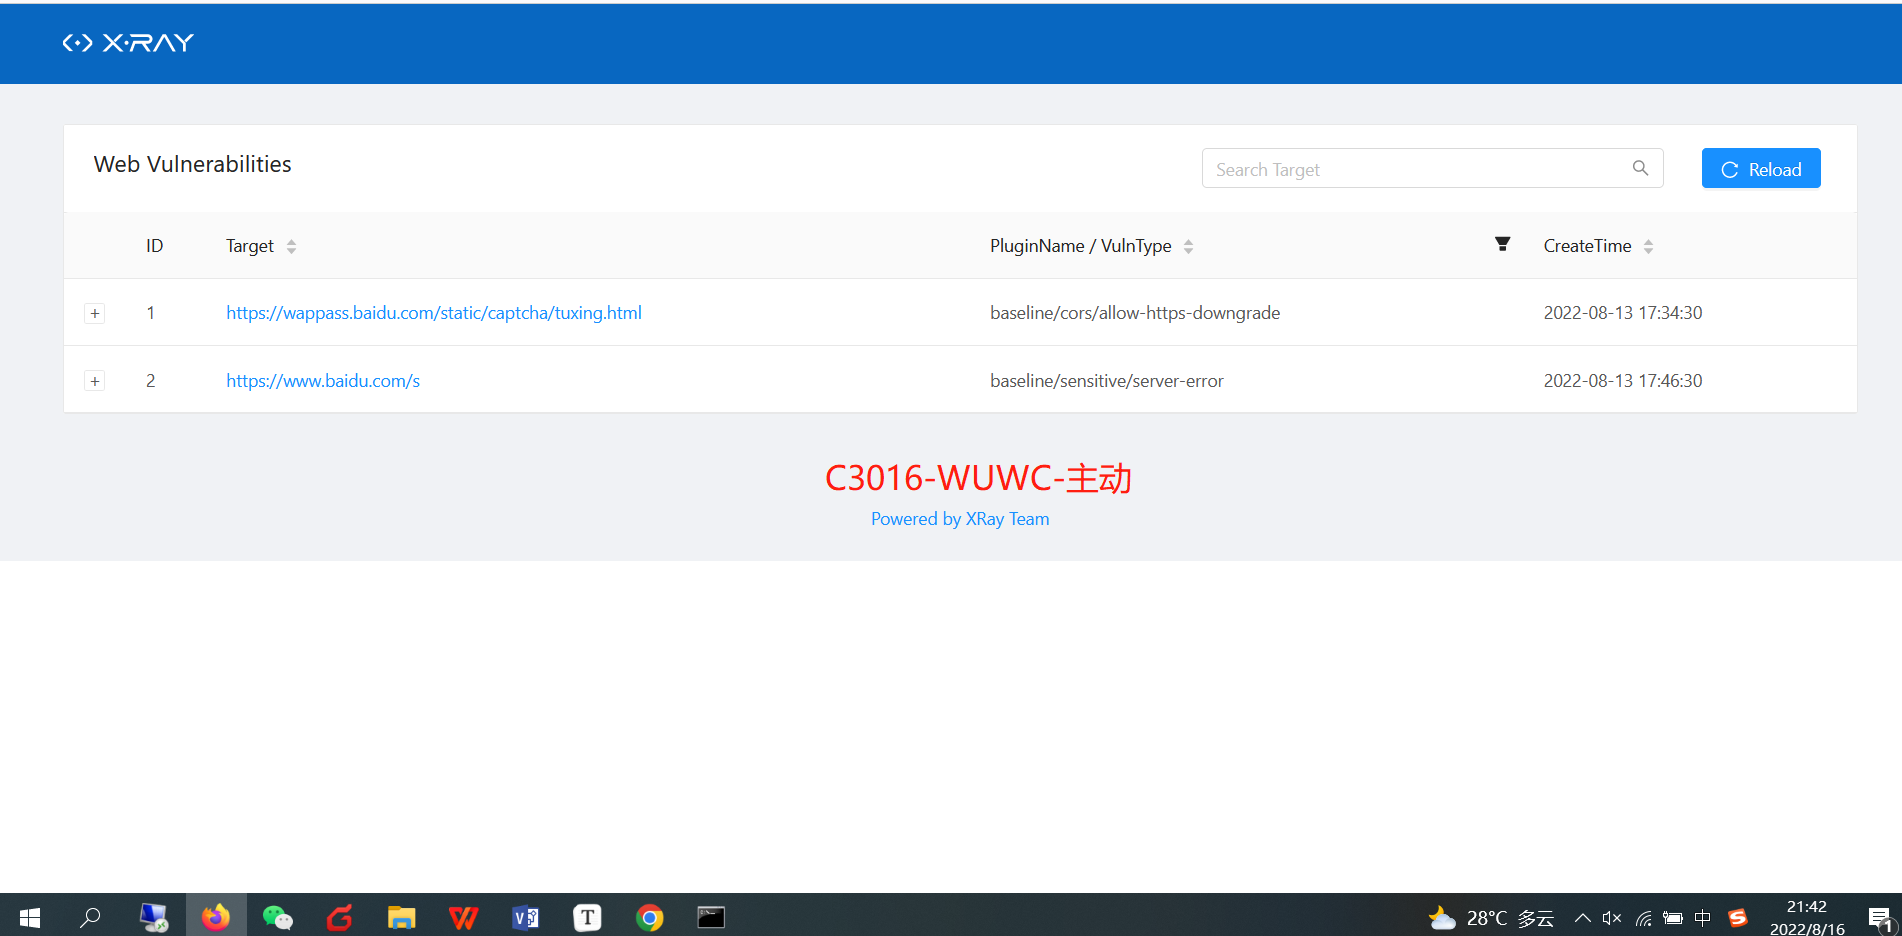 X-RAY
Web Vulnerabilities
Search Target
Reload
ID Target PluginName / VulnType CreateTime
+ 1 https://wappass.baidu.com/static/captcha/tuxing.html baseline/cors/allow-https-downgrade 2022-08-13 17:34:30
+ 2 https://www.baidu.com/s baseline/sensitive/server-error 2022-08-13 17:46:30
C3016-WUWC-主动
Powered by XRay Team
28°C 多云 中 21:42
2022/8/16 1